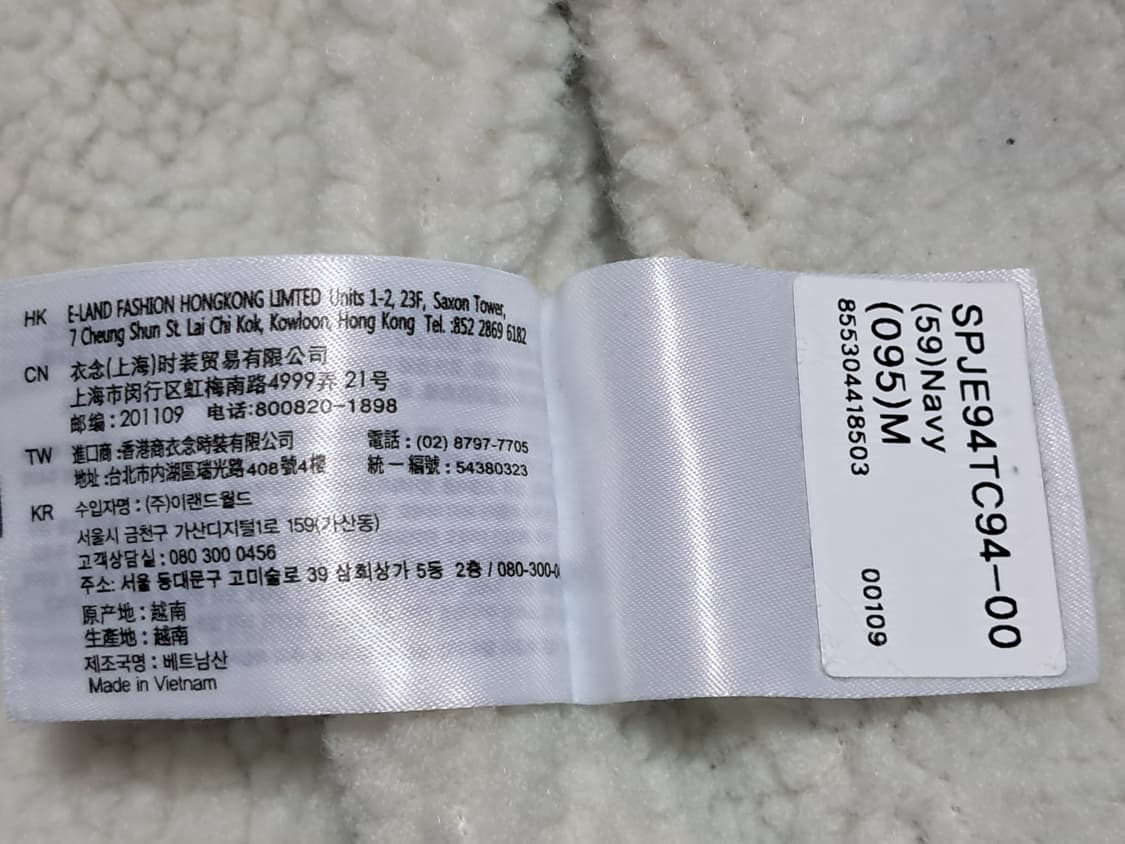 HK E-LAND FASHION HONGKONG LIMTED Units 1-2, 23F, Saxon Tower,
7 Cheung Shun St. Lai Chi Kok, Kowloon, Hong Kong Tel. :852 2869 6182
CN 衣念(上海)时装贸易有限公司
上海市闵行区虹梅南路4999弄 21号
邮编 : 201109 电话:800820-1898
TW 進口商 :香港商衣念時裝有限公司 電話 : (02) 8797-7705
地址 :台北市內湖區瑞光路408號4樓 統一編號 : 54380323
KR 수입자명 : (주)이랜드월드
서울시 금천구 가산디지털1로 159(가산동)
고객상담실 : 080 300 0456
주소: 서울 동대문구 고미술로 39 삼희상가 5동 2층 / 080-300-0
原产地 : 越南
生產地 : 越南
제조국명 : 베트남산
Made in Vietnam
SPJE94TC94-00
(59)Navy
(095)M
855304418503 00109